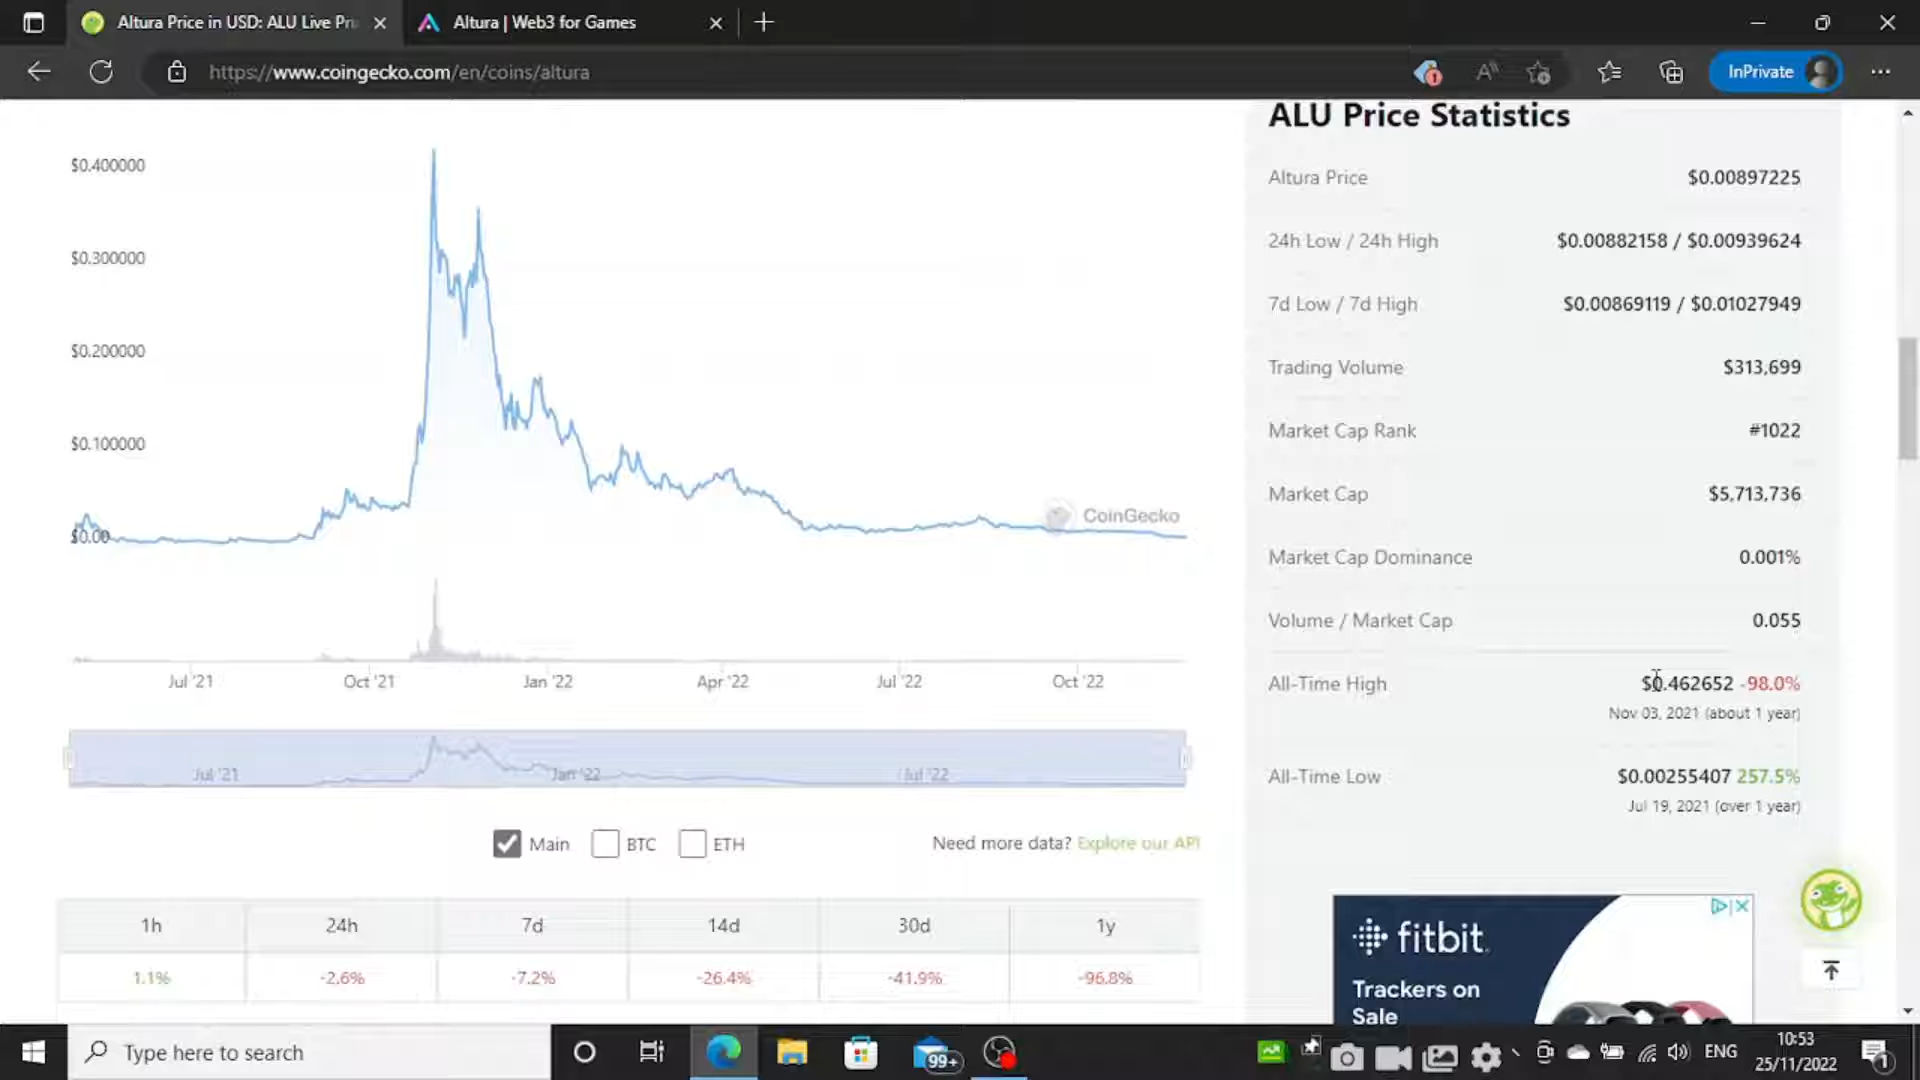 Altura Price in USD: ALU Live Pri
Altura | Web3 for Games
https://www.coingecko.com/en/coins/altura
InPrivate
ALU Price Statistics
Altura Price $0.00897225
24h Low / 24h High $0.00882158 / $0.00939624
7d Low / 7d High $0.00869119 / $0.01027949
Trading Volume $313,699
Market Cap Rank #1022
Market Cap $5,713,736
Market Cap Dominance 0.001%
Volume / Market Cap 0.055
All-Time High $0.462652 -98.0%
Nov 03, 2021 (about 1 year)
All-Time Low $0.00255407 257.5%
Jul 19, 2021 (over 1 year)
$0.400000
$0.300000
$0.200000
$0.100000
$0.00
CoinGecko
Jul '21 Oct '21 Jan '22 Apr '22 Jul '22 Oct '22
Jul '21 Jan '22 Jul '22
Main BTC ETH
Need more data? Explore our API
1h 24h 7d 14d 30d 1y
1.1% -2.6% -7.2% -26.4% -41.9% -96.8%
fitbit
Trackers on
Sale
Type here to search
99+
ENG
10:53
25/11/2022
1